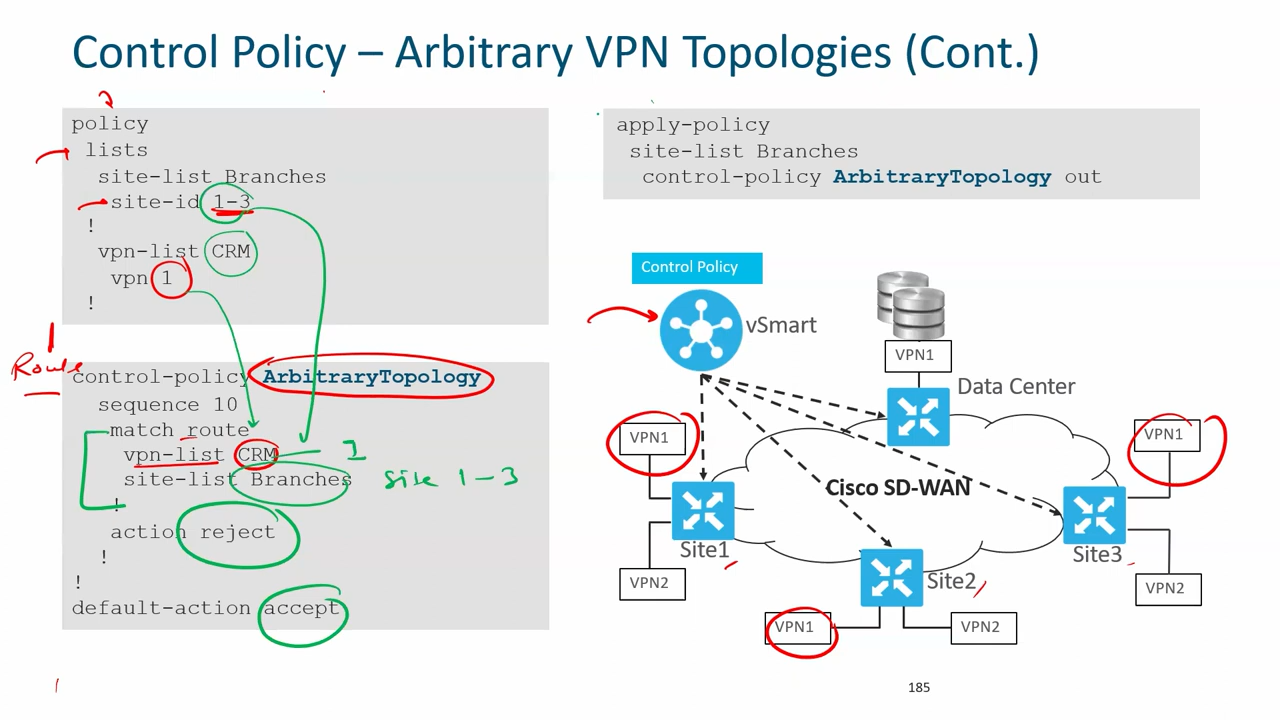 Control Policy – Arbitrary VPN Topologies (Cont.)
policy
lists
site-list Branches
site-id 1-3
!
vpn-list CRM
vpn 1
!
Route
control-policy ArbitraryTopology
sequence 10
match route
vpn-list CRM 1
site-list Branches site 1-3
!
action reject
!
!
default-action accept
apply-policy
site-list Branches
control-policy ArbitraryTopology out
Control Policy
vSmart
VPN1
Data Center
VPN1
VPN1
Cisco SD-WAN
Site1
Site3
VPN2
Site2
VPN2
VPN1
VPN2
185